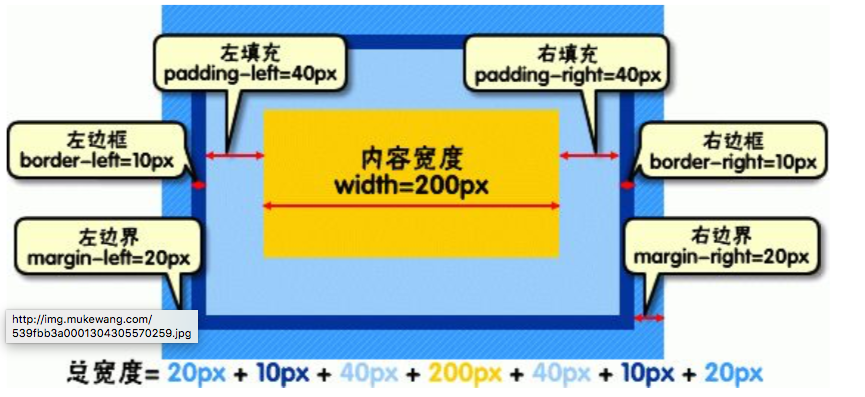 左填充
padding-left=40px
右填充
padding-right=40px
左边框
border-left=10px
内容宽度
width=200px
右边框
border-right=10px
左边界
margin-left=20px
右边界
margin-right=20px
http://img.mukewang.com/
539fbb3a0001304305570259.jpg
总宽度= 20px + 10px + 40px + 200px + 40px + 10px + 20px